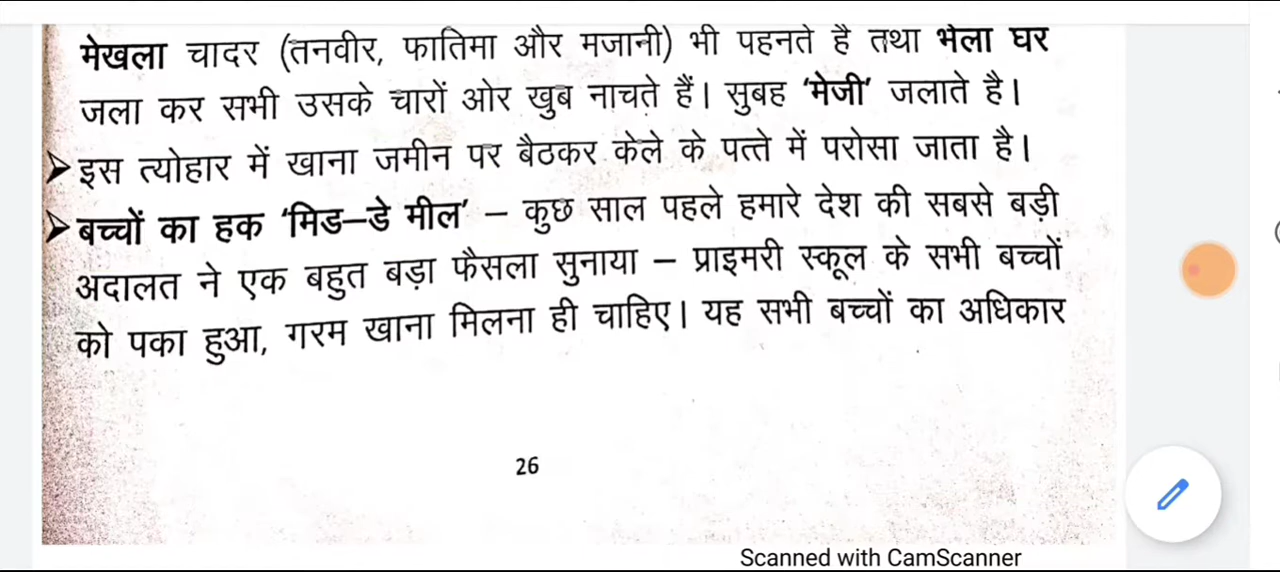 मेखला चादर (तनवीर, फातिमा और मजानी) भी पहनते है तथा भेला घर
जला कर सभी उसके चारों ओर खुब नाचते हैं। सुबह ‘मेजी’ जलाते है।
➢इस त्योहार में खाना जमीन पर बैठकर केले के पत्ते में परोसा जाता है।
➢बच्चों का हक ‘मिड–डे मील’ – कुछ साल पहले हमारे देश की सबसे बड़ी
अदालत ने एक बहुत बड़ा फैसला सुनाया – प्राइमरी स्कूल के सभी बच्चों
को पका हुआ, गरम खाना मिलना ही चाहिए। यह सभी बच्चों का अधिकार
26
Scanned with CamScanner